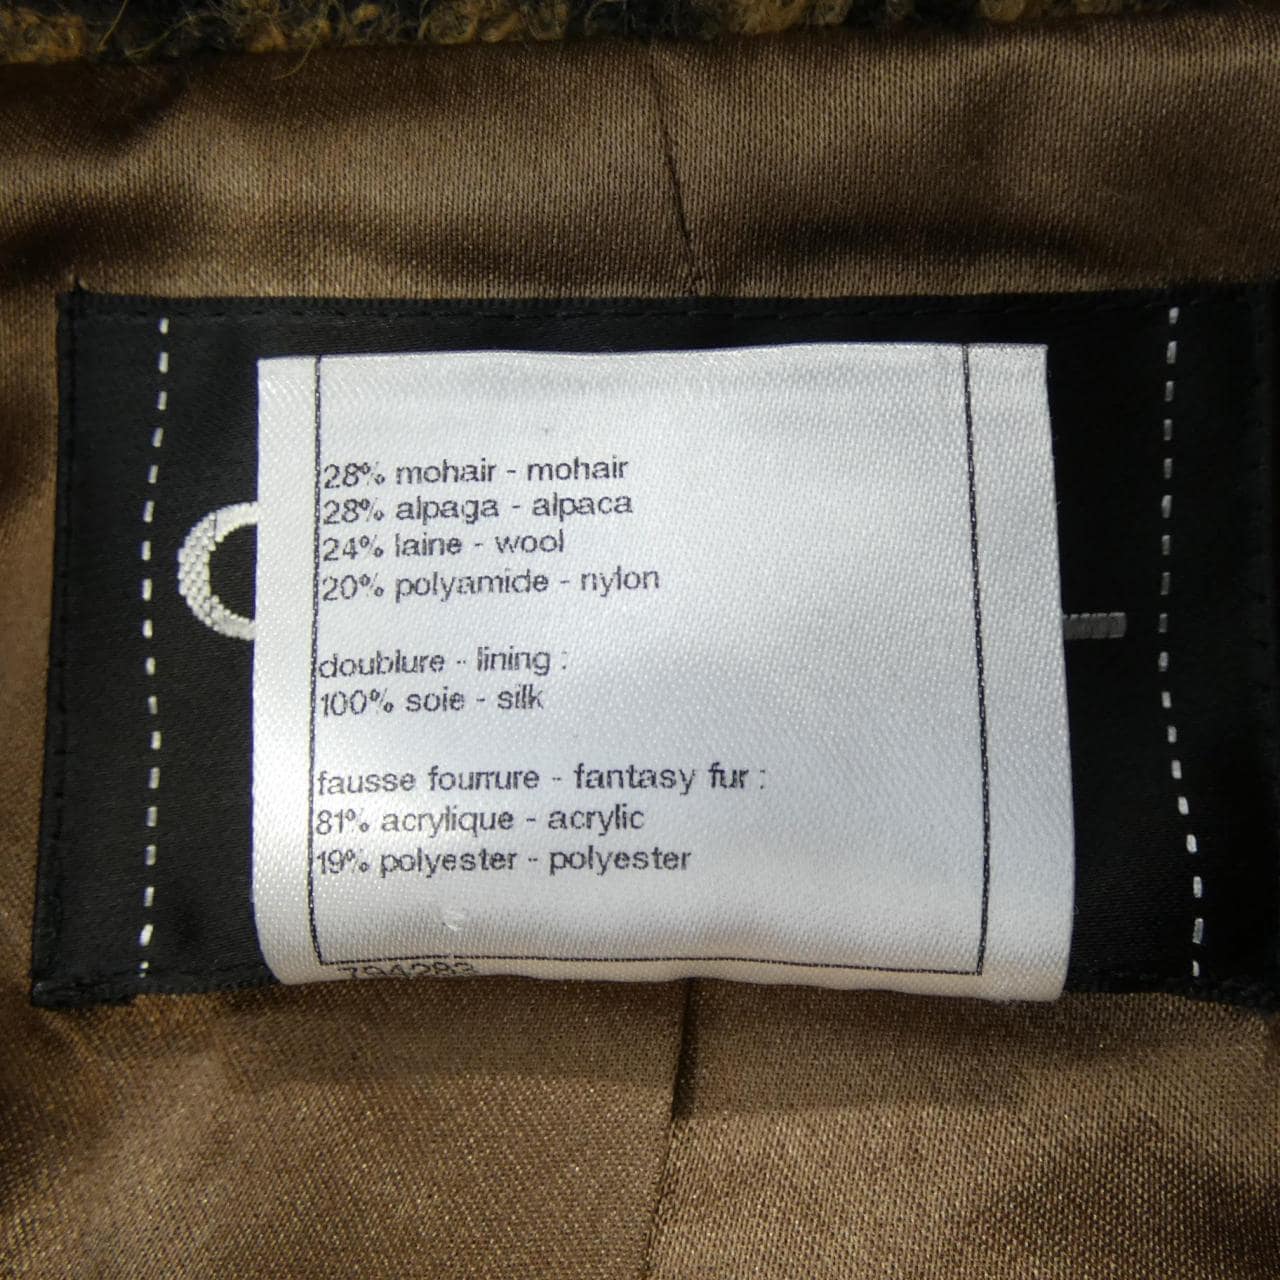 28% mohair - mohair
28% alpaga - alpaca
24% laine - wool
20% polyamide - nylon
doublure - lining :
100% soie - silk
fausse fourrure - fantasy fur :
81% acrylique - acrylic
19% polyester - polyester